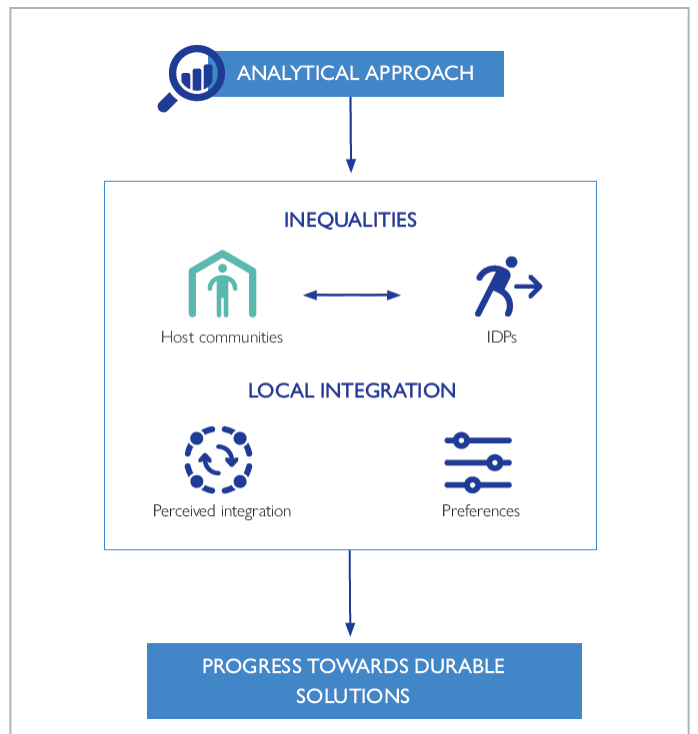 ANALYTICAL APPROACH
INEQUALITIES
Host communities
IDPs
LOCAL INTEGRATION
Perceived integration
Preferences
PROGRESS TOWARDS DURABLE
SOLUTIONS